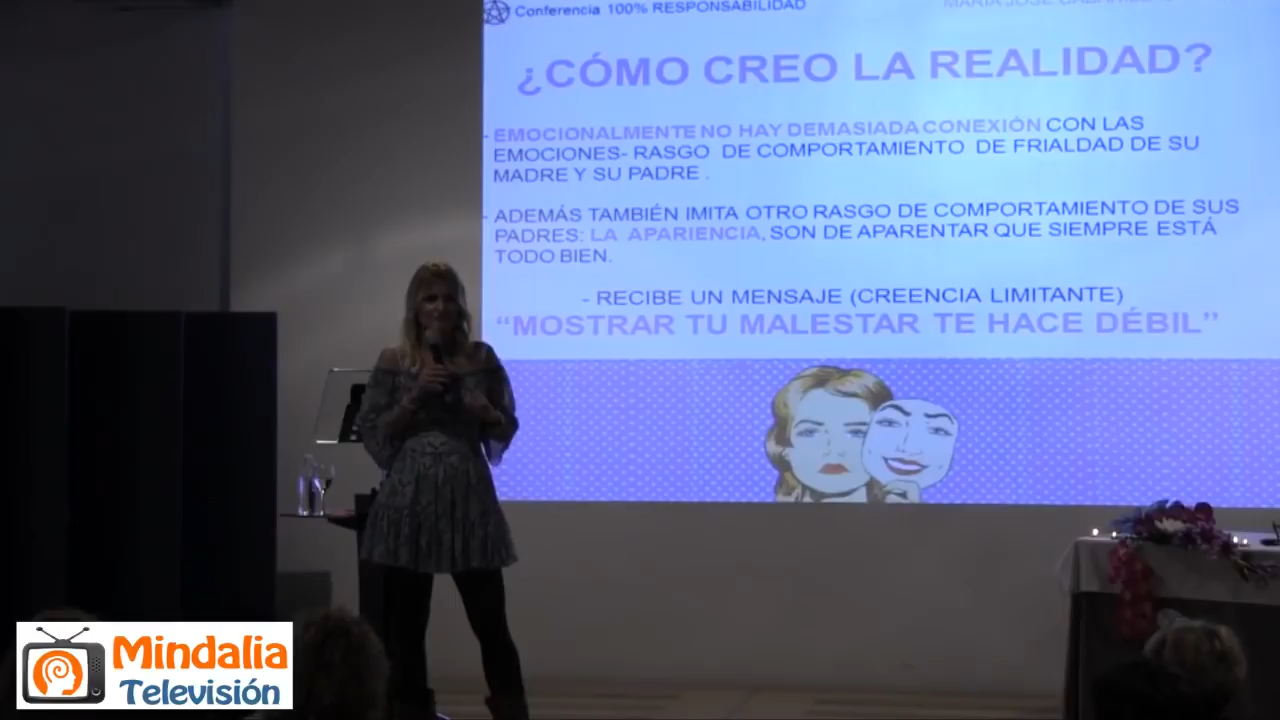 Conferencia 100% RESPONSABILIDAD
MARÍA JOSÉ
¿CÓMO CREO LA REALIDAD?
- EMOCIONALMENTE NO HAY DEMASIADA CONEXIÓN CON LAS
EMOCIONES- RASGO DE COMPORTAMIENTO DE FRIALDAD DE SU
MADRE Y SU PADRE .
- ADEMÁS TAMBIÉN IMITA OTRO RASGO DE COMPORTAMIENTO DE SUS
PADRES: LA APARIENCIA, SON DE APARENTAR QUE SIEMPRE ESTÁ
TODO BIEN.
- RECIBE UN MENSAJE (CREENCIA LIMITANTE)
“MOSTRAR TU MALESTAR TE HACE DÉBIL”
Mindalia
Televisión